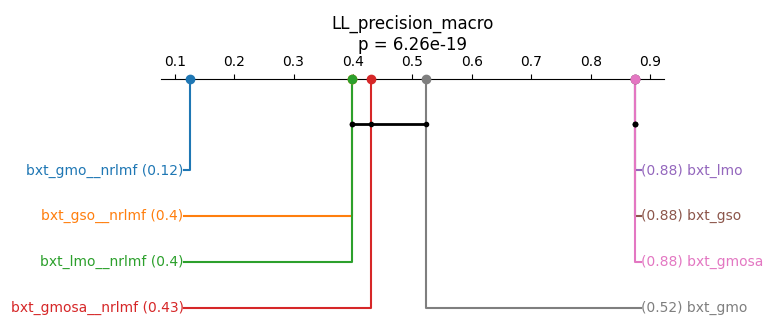 LL_precision_macro
p = 6.26e-19
0.1 0.2 0.3 0.4 0.5 0.6 0.7 0.8 0.9
bxt_gmo__nrlmf (0.12) (0.88) bxt_lmo
bxt_gso__nrlmf (0.4) (0.88) bxt_gso
bxt_lmo__nrlmf (0.4) (0.88) bxt_gmosa
bxt_gmosa__nrlmf (0.43) (0.52) bxt_gmo